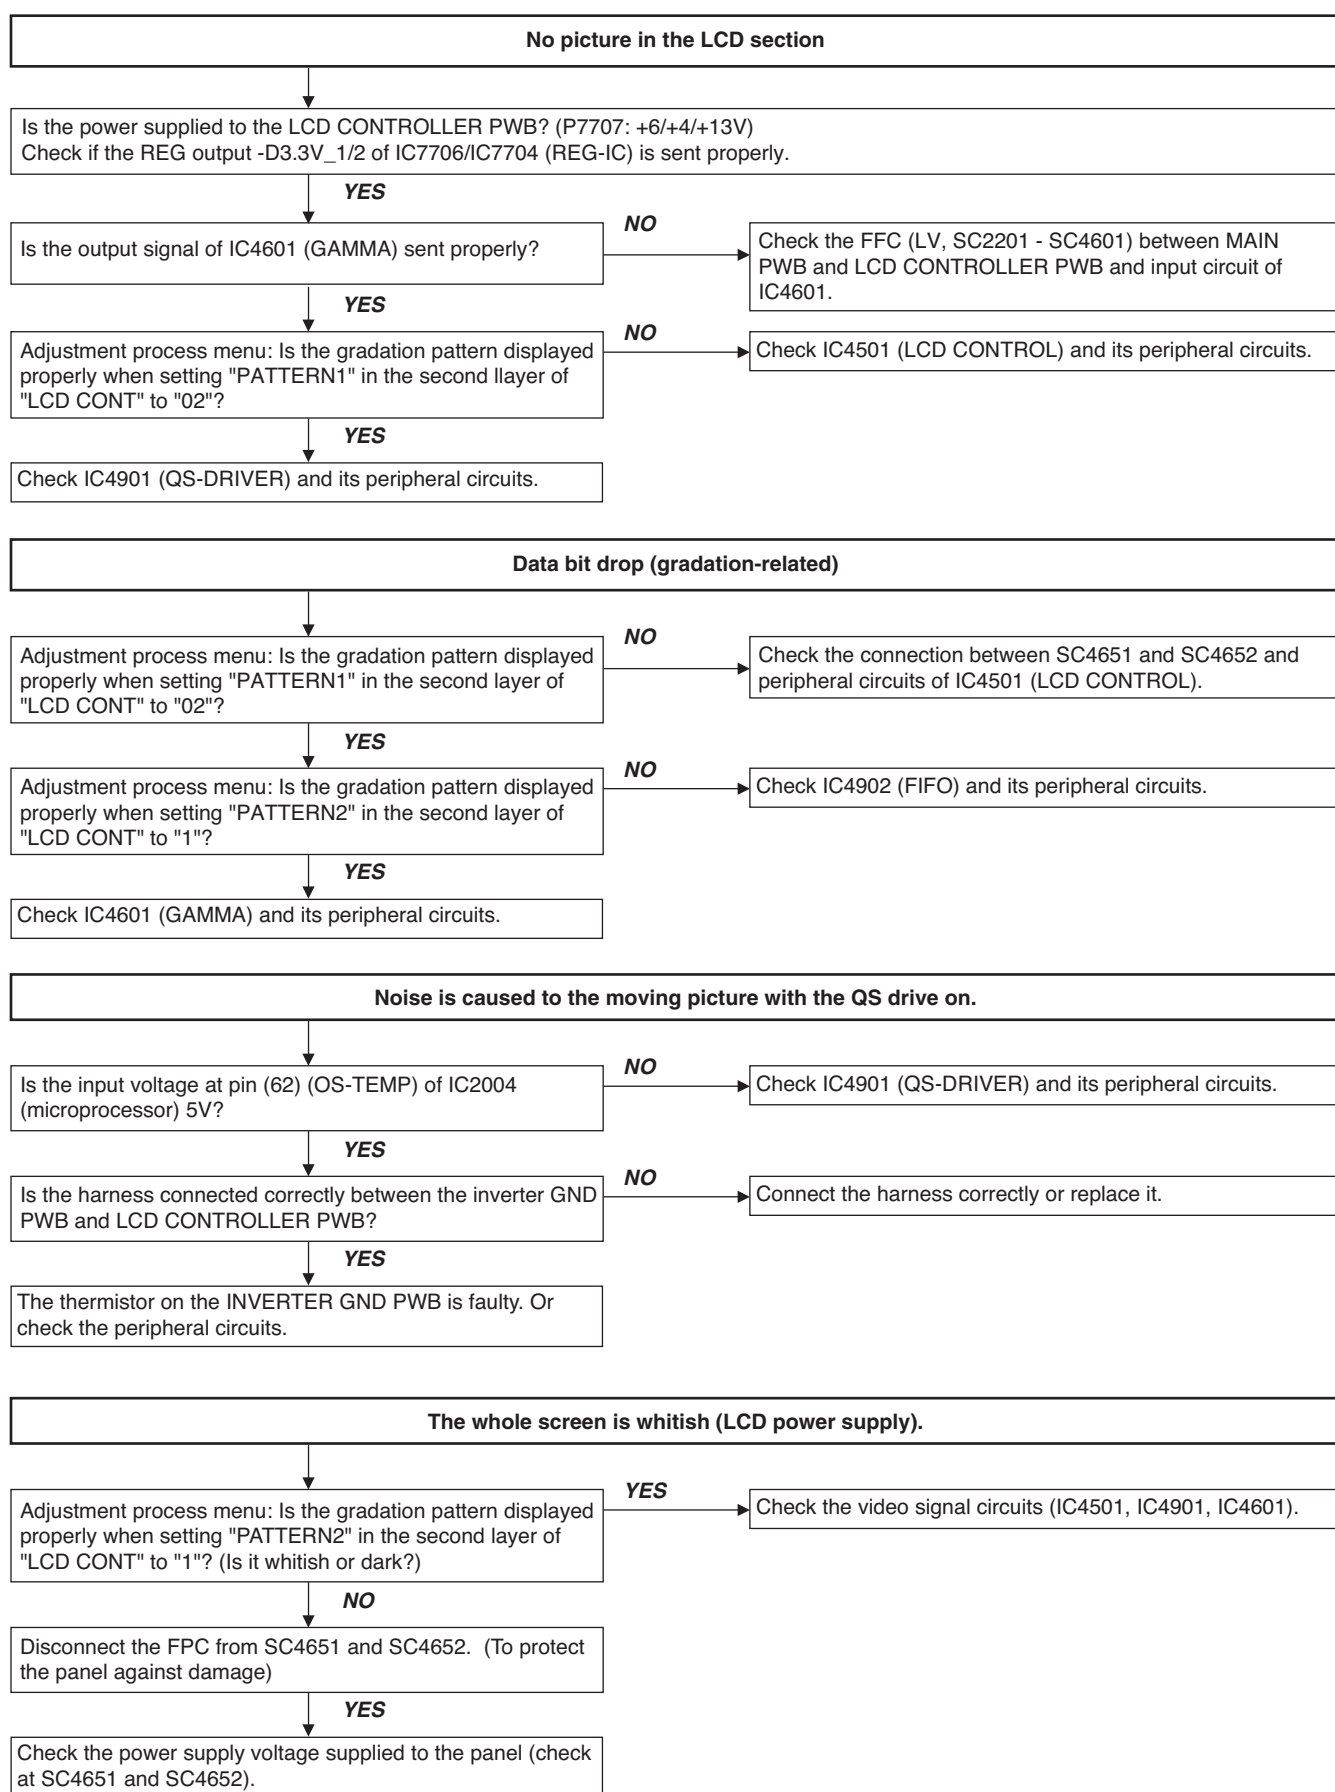 No picture in the LCD section
Is the power supplied to the LCD CONTROLLER PWB? (P7707: +6/+4/+13V)
Check if the REG output -D3.3V_1/2 of IC7706/IC7704 (REG-IC) is sent properly.
YES
Is the output signal of IC4601 (GAMMA) sent properly?
NO
Check the FFC (LV, SC2201 - SC4601) between MAIN
PWB and LCD CONTROLLER PWB and input circuit of
IC4601.
YES
Adjustment process menu: Is the gradation pattern displayed
properly when setting "PATTERN1" in the second llayer of
"LCD CONT" to "02"?
NO
Check IC4501 (LCD CONTROL) and its peripheral circuits.
YES
Check IC4901 (QS-DRIVER) and its peripheral circuits.
Data bit drop (gradation-related)
Adjustment process menu: Is the gradation pattern displayed
properly when setting "PATTERN1" in the second layer of
"LCD CONT" to "02"?
NO
Check the connection between SC4651 and SC4652 and
peripheral circuits of IC4501 (LCD CONTROL).
YES
Adjustment process menu: Is the gradation pattern displayed
properly when setting "PATTERN2" in the second layer of
"LCD CONT" to "1"?
NO
Check IC4902 (FIFO) and its peripheral circuits.
YES
Check IC4601 (GAMMA) and its peripheral circuits.
Noise is caused to the moving picture with the QS drive on.
Is the input voltage at pin (62) (OS-TEMP) of IC2004
(microprocessor) 5V?
NO
Check IC4901 (QS-DRIVER) and its peripheral circuits.
YES
Is the harness connected correctly between the inverter GND
PWB and LCD CONTROLLER PWB?
NO
Connect the harness correctly or replace it.
YES
The thermistor on the INVERTER GND PWB is faulty. Or
check the peripheral circuits.
The whole screen is whitish (LCD power supply).
Adjustment process menu: Is the gradation pattern displayed
properly when setting "PATTERN2" in the second layer of
"LCD CONT" to "1"? (Is it whitish or dark?)
YES
Check the video signal circuits (IC4501, IC4901, IC4601).
NO
Disconnect the FPC from SC4651 and SC4652. (To protect
the panel against damage)
YES
Check the power supply voltage supplied to the panel (check
at SC4651 and SC4652).